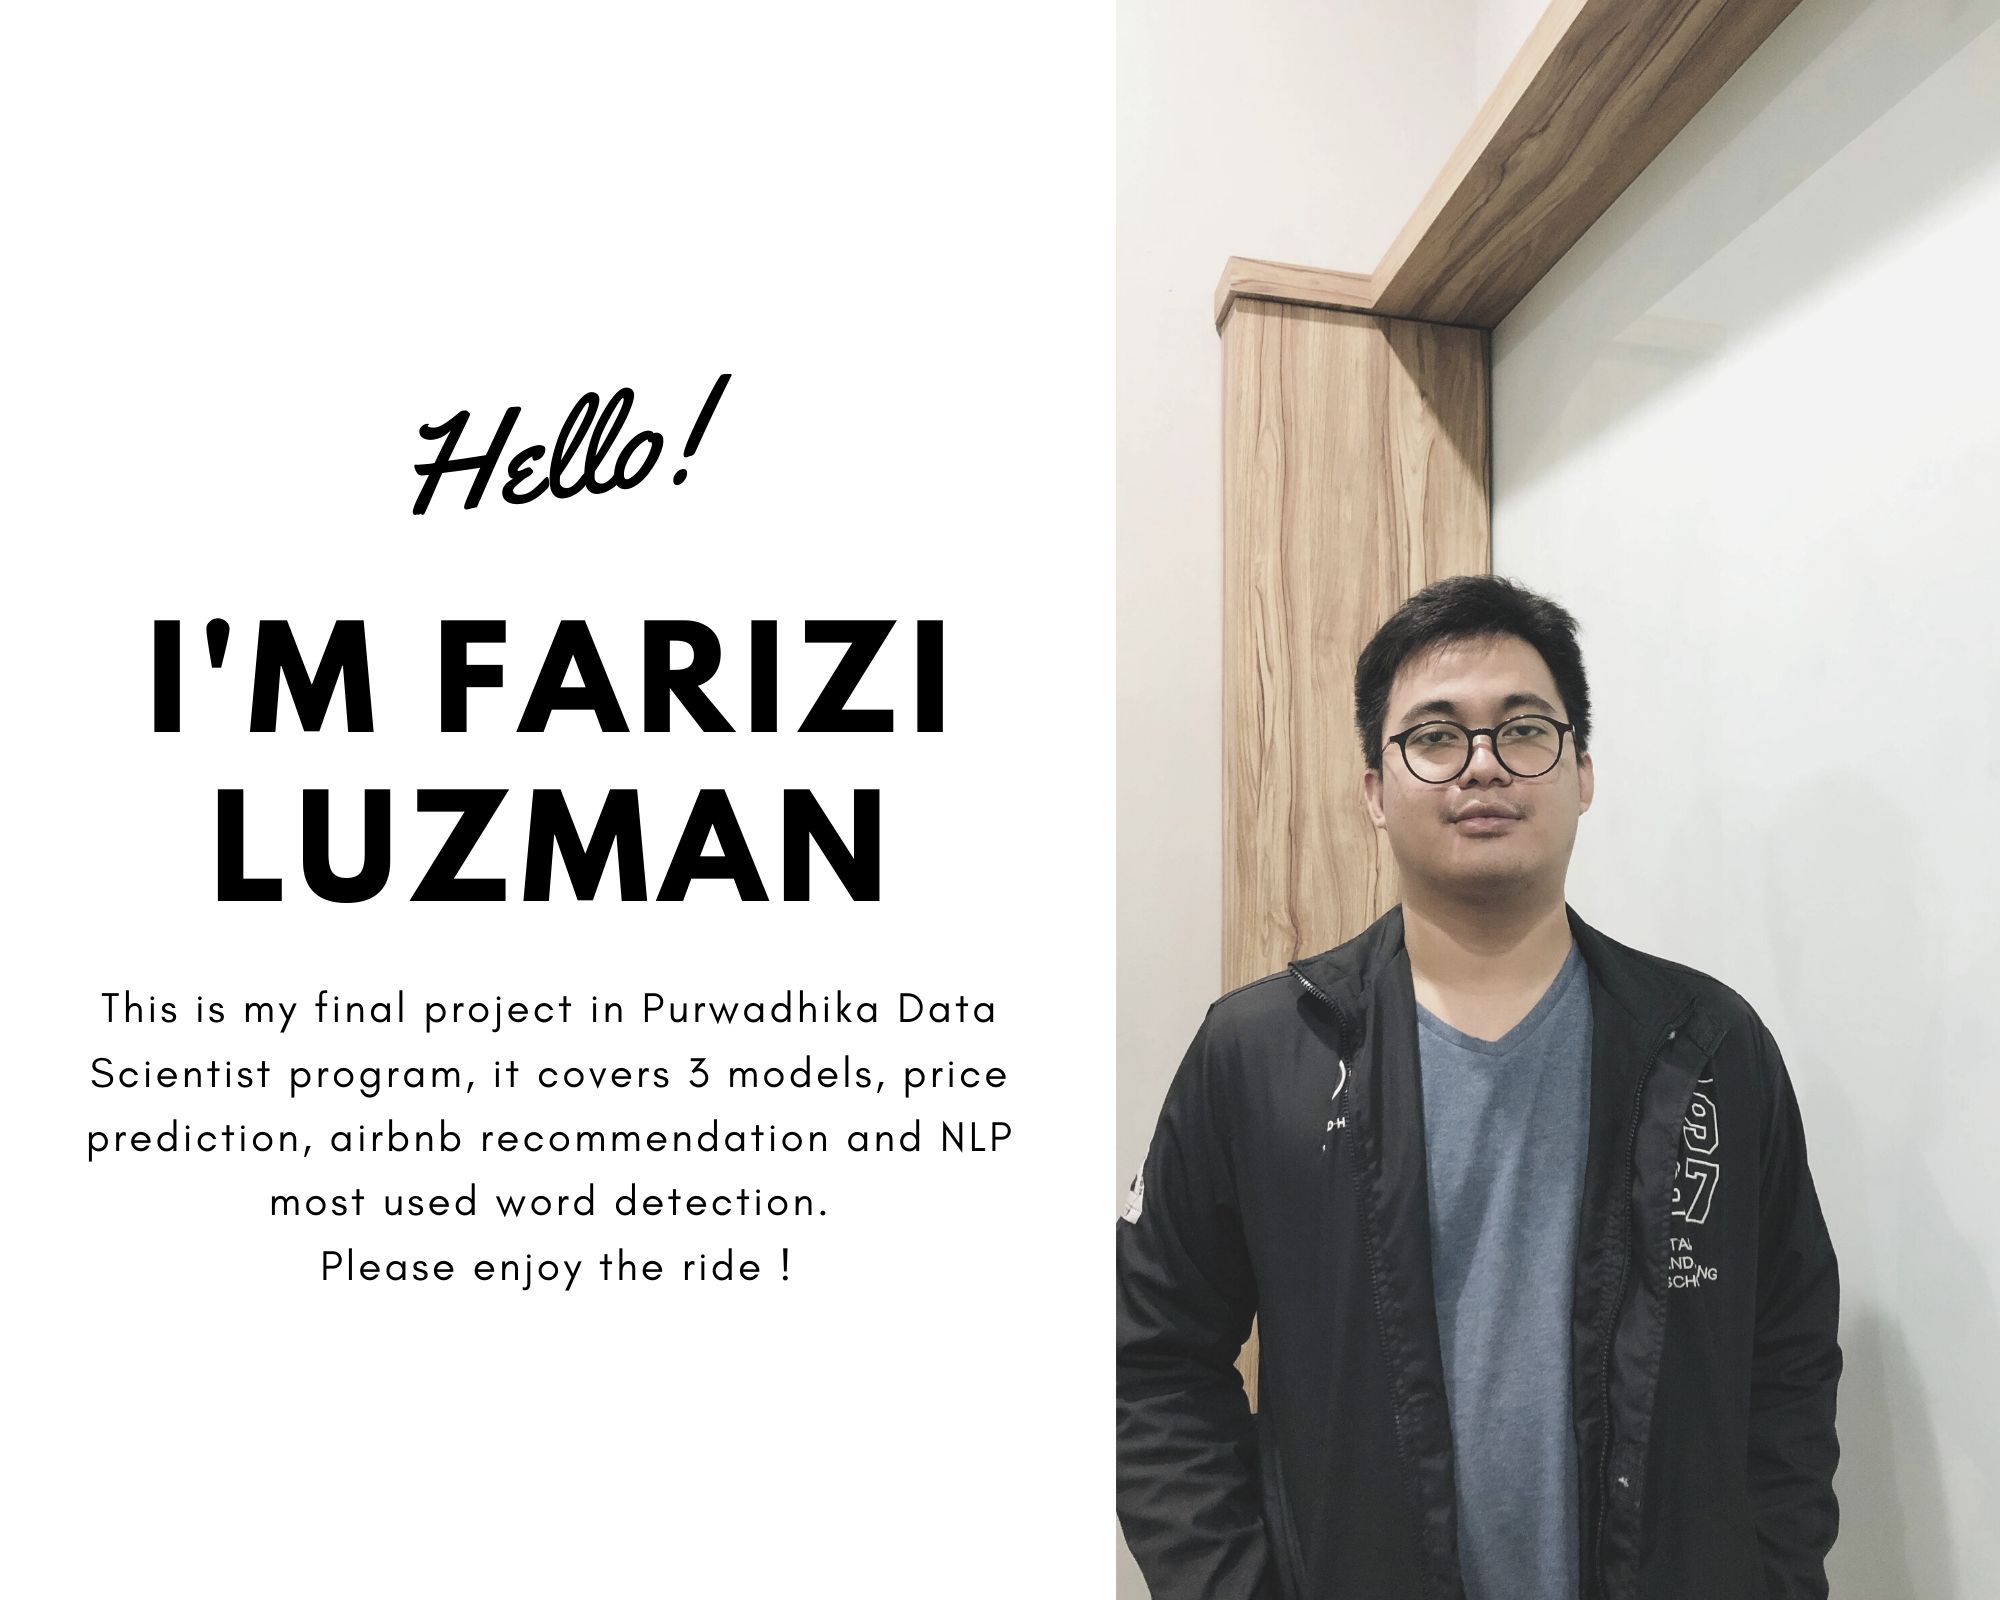 Hello!
I'M FARIZI
LUZMAN
This is my final project in Purwadhika Data
Scientist program, it covers 3 models, price
prediction, airbnb recommendation and NLP
most used word detection.
Please enjoy the ride !
97